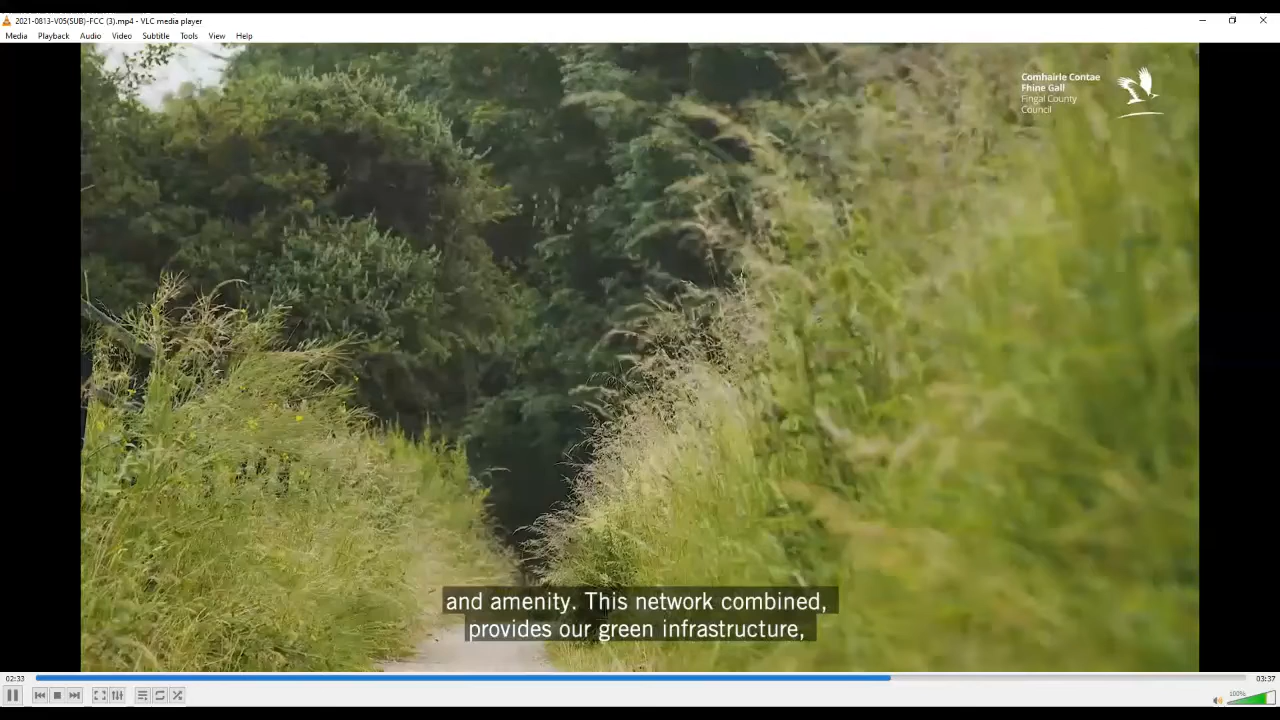 2021-0813-V05(SUB)-FCC (3).mp4 - VLC media player
Media Playback Audio Video Subtitle Tools View Help
Comhairle Contae
Fhine Gall
Fingal County
Council
and amenity. This network combined,
provides our green infrastructure,
02:33
03:37
100%